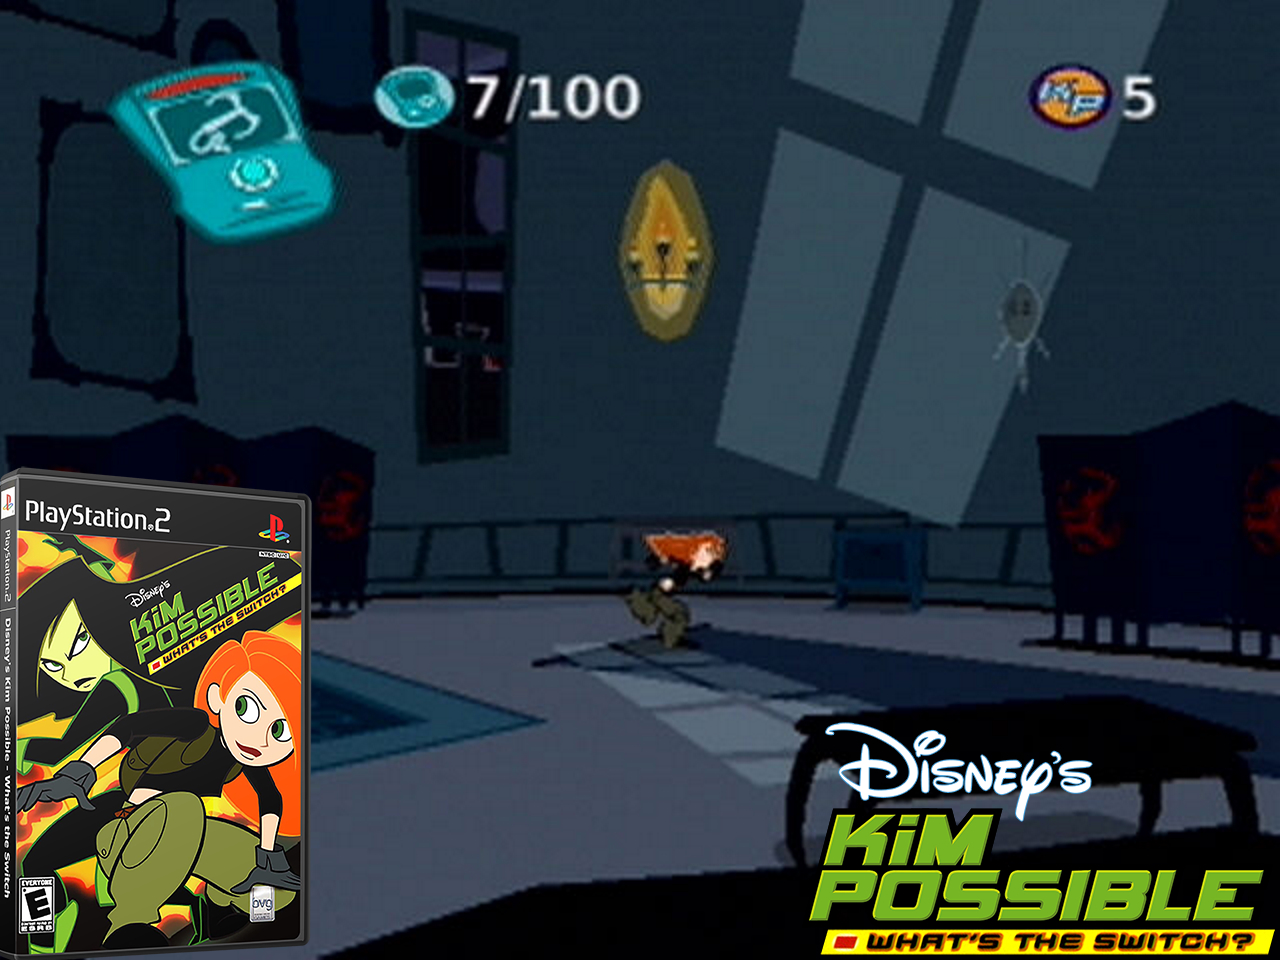 7/100
KP 5
PlayStation.2
NTSC U/C
PlayStation.2
Disney's Kim Possible - What's the Switch
Disney's
KiM
POSSIBLE
WHAT'S THE SWITCH?
EVERYONE
E
ESRB
avg
Disney's
KiM
POSSIBLE
WHAT'S THE SWITCH?